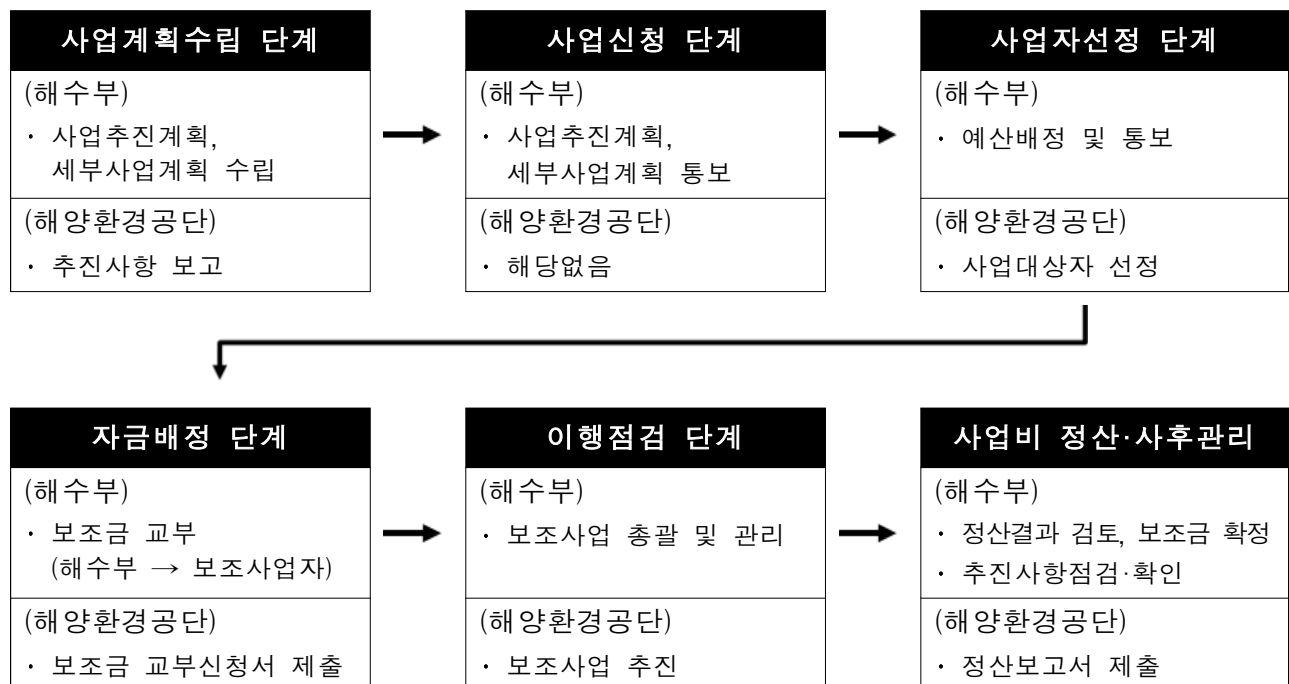 사업계획수립 단계
(해수부)
· 사업추진계획,
세부사업계획 수립
(해양환경공단)
· 추진사항 보고
사업신청 단계
(해수부)
· 사업추진계획,
세부사업계획 통보
(해양환경공단)
· 해당없음
사업자선정 단계
(해수부)
· 예산배정 및 통보
(해양환경공단)
· 사업대상자 선정
자금배정 단계
(해수부)
· 보조금 교부
(해수부 → 보조사업자)
(해양환경공단)
· 보조금 교부신청서 제출
이행점검 단계
(해수부)
· 보조사업 총괄 및 관리
(해양환경공단)
· 보조사업 추진
사업비 정산·사후관리
(해수부)
· 정산결과 검토, 보조금 확정
· 추진사항점검·확인
(해양환경공단)
· 정산보고서 제출